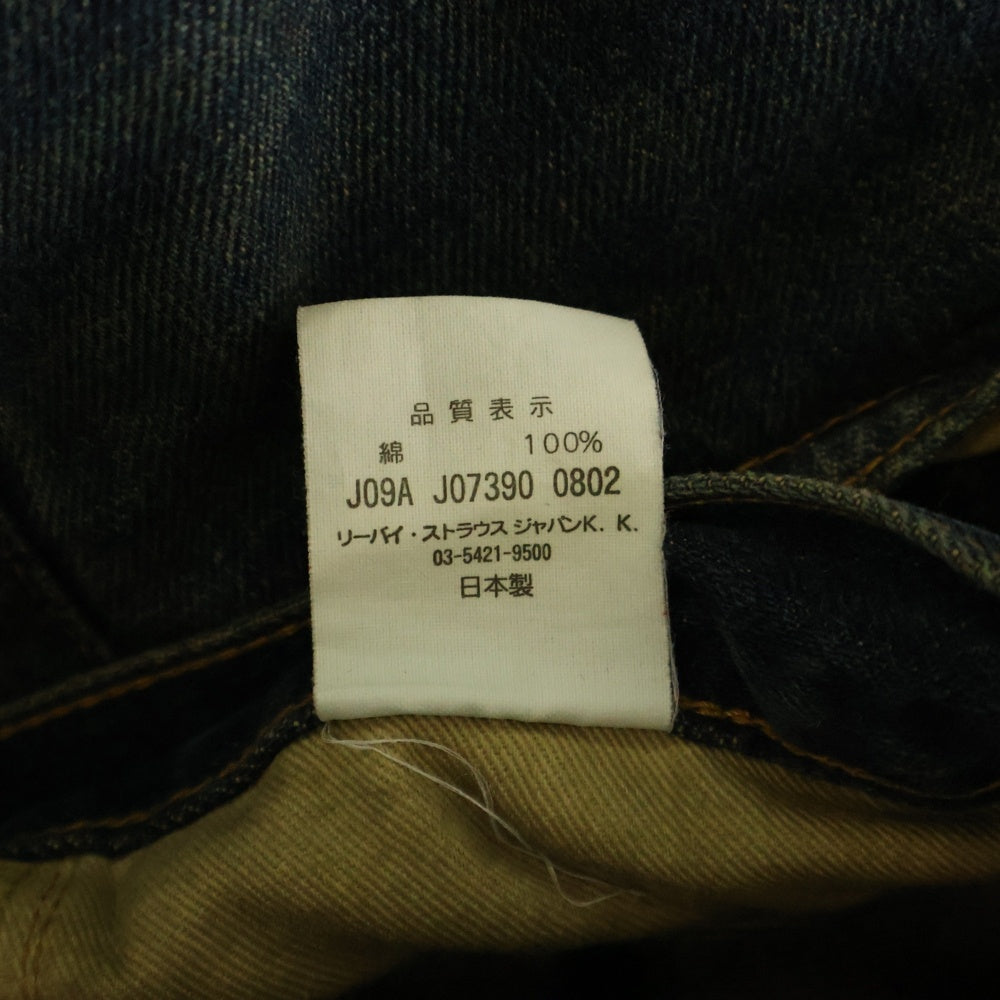 品質表示
綿 100%
J09A J07390 0802
リーバイ・ストラウス ジャパンK. K.
03-5421-9500
日本製